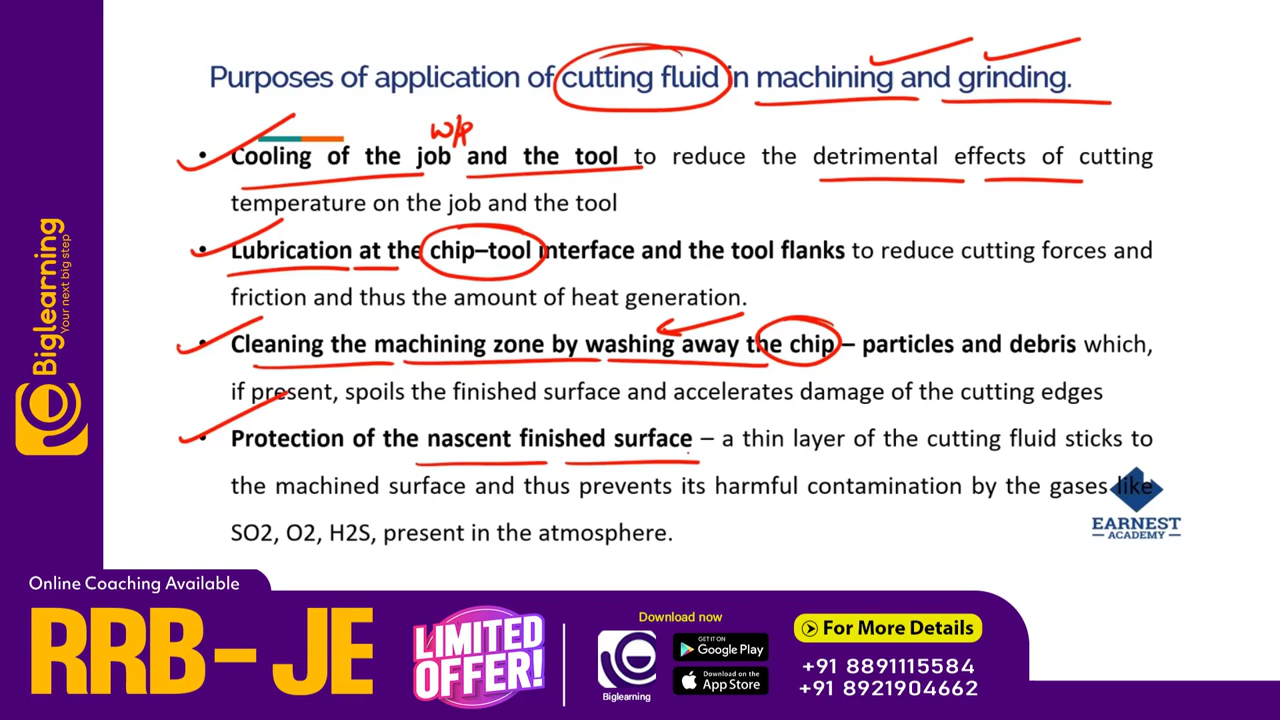 Purposes of application of cutting fluid in machining and grinding.
w/p
• Cooling of the job and the tool to reduce the detrimental effects of cutting
temperature on the job and the tool
• Lubrication at the chip–tool interface and the tool flanks to reduce cutting forces and
friction and thus the amount of heat generation.
• Cleaning the machining zone by washing away the chip – particles and debris which,
if present, spoils the finished surface and accelerates damage of the cutting edges
• Protection of the nascent finished surface – a thin layer of the cutting fluid sticks to
the machined surface and thus prevents its harmful contamination by the gases like
SO2, O2, H2S, present in the atmosphere.
EARNEST
ACADEMY
Biglearning
Your next big step
Online Coaching Available
RRB – JE
LIMITED
OFFER!
Download now
Biglearning
GET IT ON
Google Play
Download on the
App Store
For More Details
+91 8891115584
+91 8921904662